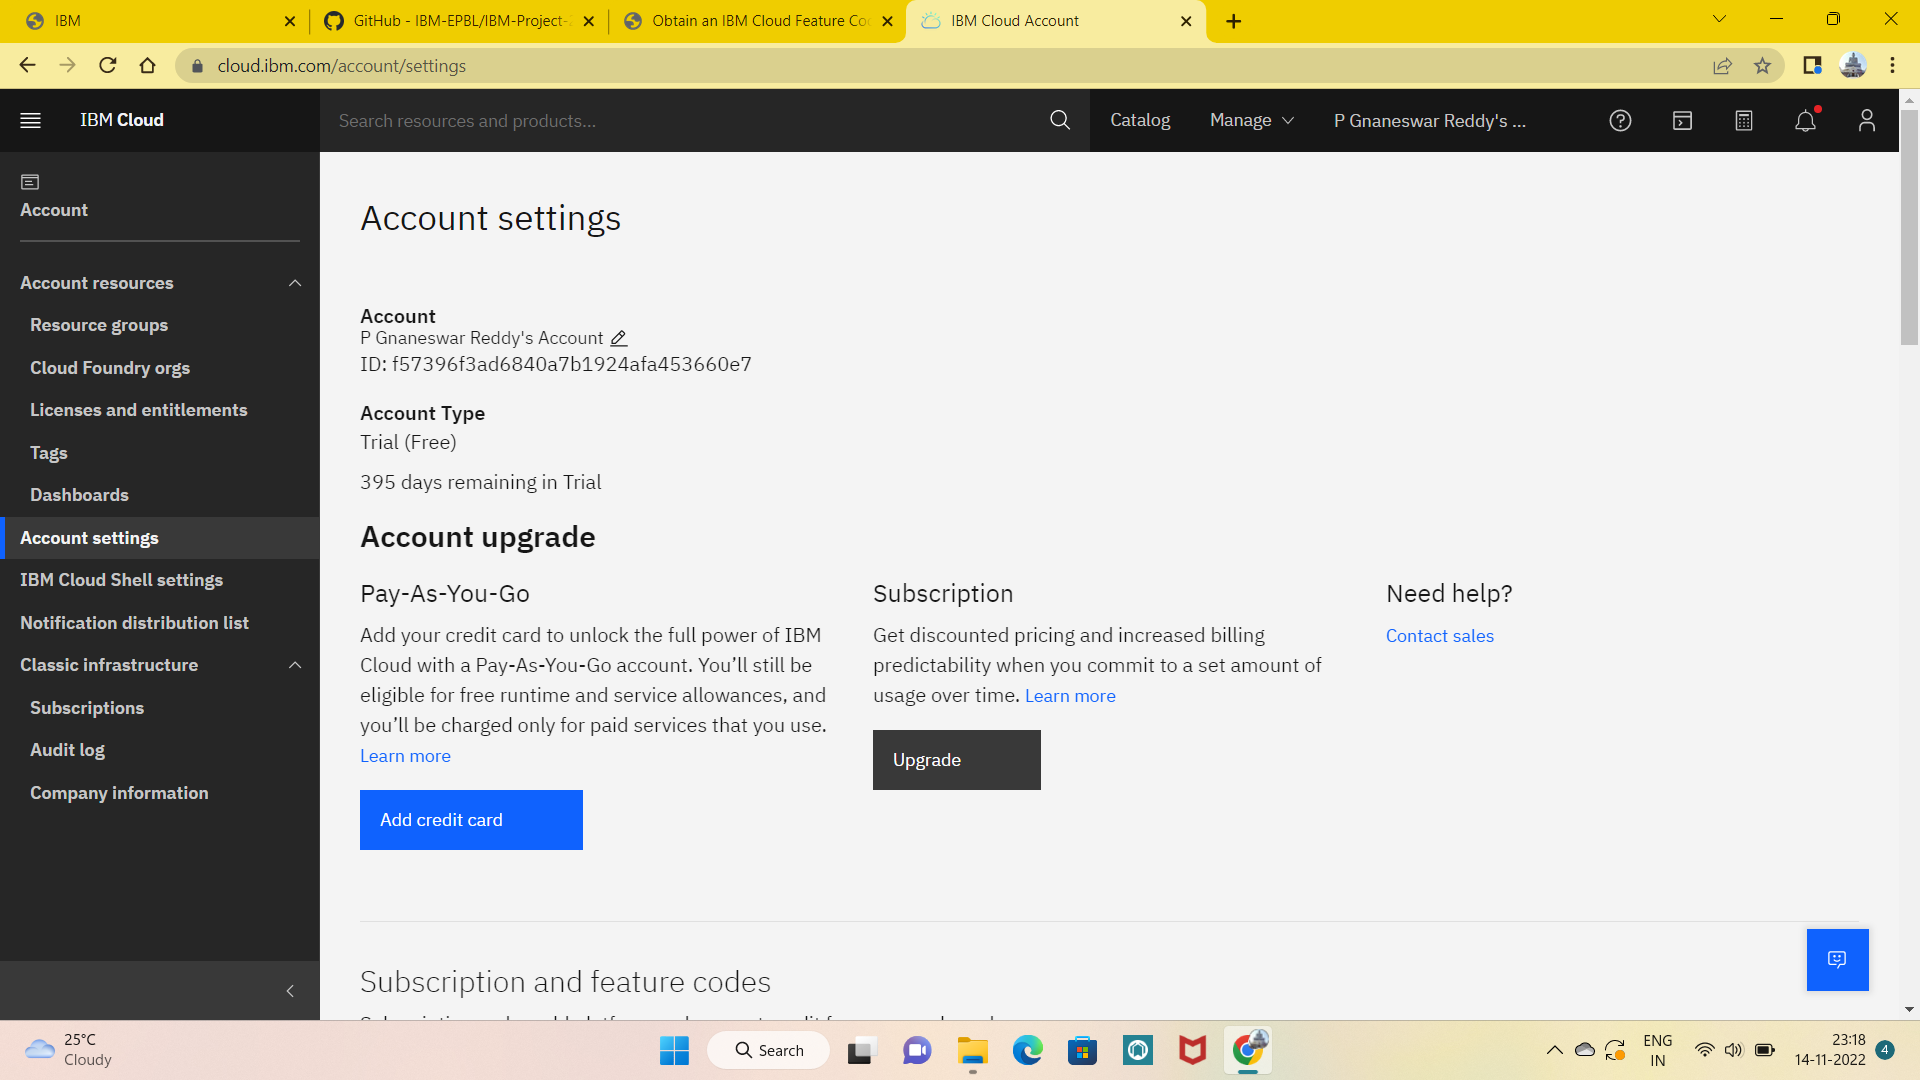 IBM
GitHub - IBM-EPBL/IBM-Project-2
Obtain an IBM Cloud Feature Co
IBM Cloud Account
cloud.ibm.com/account/settings
IBM Cloud
Search resources and products...
Catalog
Manage
P Gnaneswar Reddy's ...
Account
Account resources
Resource groups
Cloud Foundry orgs
Licenses and entitlements
Tags
Dashboards
Account settings
IBM Cloud Shell settings
Notification distribution list
Classic infrastructure
Subscriptions
Audit log
Company information
Account settings
Account
P Gnaneswar Reddy's Account
ID: f57396f3ad6840a7b1924afa453660e7
Account Type
Trial (Free)
395 days remaining in Trial
Account upgrade
Pay-As-You-Go
Add your credit card to unlock the full power of IBM
Cloud with a Pay-As-You-Go account. You’ll still be
eligible for free runtime and service allowances, and
you’ll be charged only for paid services that you use.
Learn more
Add credit card
Subscription
Get discounted pricing and increased billing
predictability when you commit to a set amount of
usage over time. Learn more
Upgrade
Need help?
Contact sales
Subscription and feature codes
25°C
Cloudy
Search
ENG
IN
23:18
14-11-2022
4